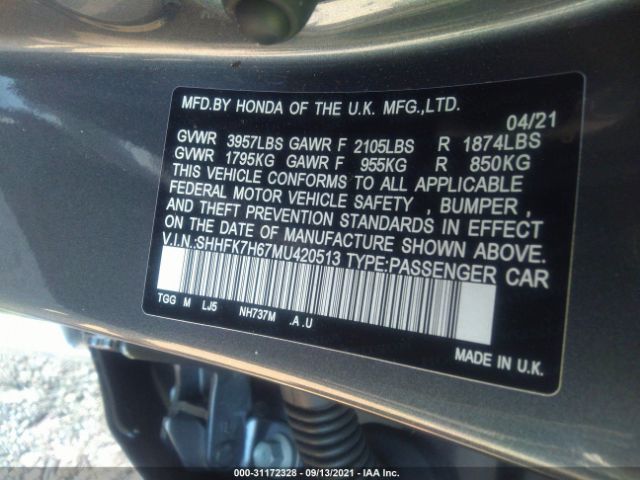 MFD.BY HONDA OF THE U.K. MFG.,LTD.
04/21
GVWR 3957LBS GAWR F 2105LBS R 1874LBS
GVWR 1795KG GAWR F 955KG R 850KG
THIS VEHICLE CONFORMS TO ALL APPLICABLE
FEDERAL MOTOR VEHICLE SAFETY , BUMPER ,
AND THEFT PREVENTION STANDARDS IN EFFECT
ON THE DATE OF MANUFACTURE SHOWN ABOVE.
V.I.N.:SHHFK7H67MU420513 TYPE:PASSENGER CAR
TGG M LJ5 NH737M .A .U
MADE IN U.K.
000-31172328 - 09/13/2021 - IAA Inc.